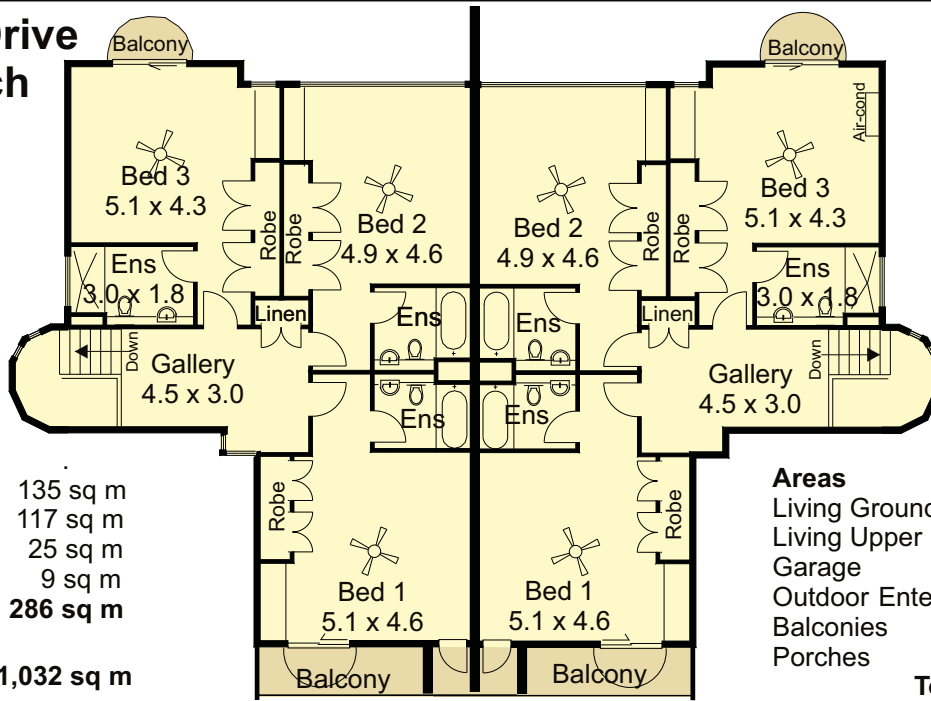 Drive
ch
Balcony
Balcony
Air-cond
Bed 3
5.1 x 4.3
Robe
Robe
Bed 2
4.9 x 4.6
Bed 2
4.9 x 4.6
Robe
Robe
Bed 3
5.1 x 4.3
Ens
3.0 x 1.8
Linen
Ens
Ens
Linen
Ens
3.0 x 1.8
Down
Gallery
4.5 x 3.0
Gallery
4.5 x 3.0
Down
Ens
Ens
.
135 sq m
117 sq m
25 sq m
9 sq m
286 sq m
1,032 sq m
Robe
Bed 1
5.1 x 4.6
Bed 1
5.1 x 4.6
Robe
Balcony
Balcony
Areas
Living Ground
Living Upper
Garage
Outdoor Ente
Balconies
Porches